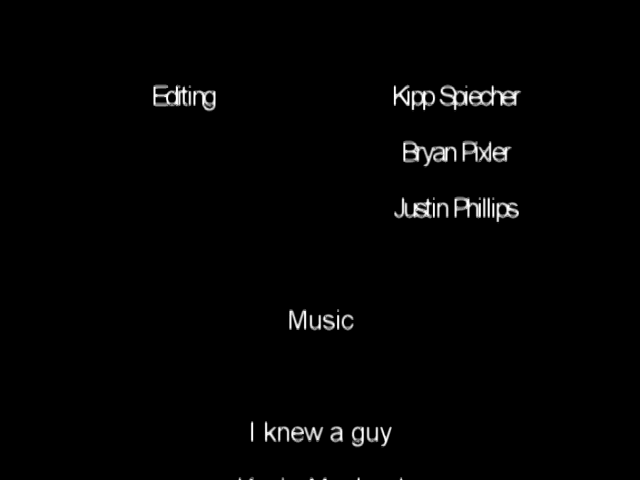 Editing Kipp Spiecher
Bryan Pixler
Justin Phillips
Music
I knew a guy